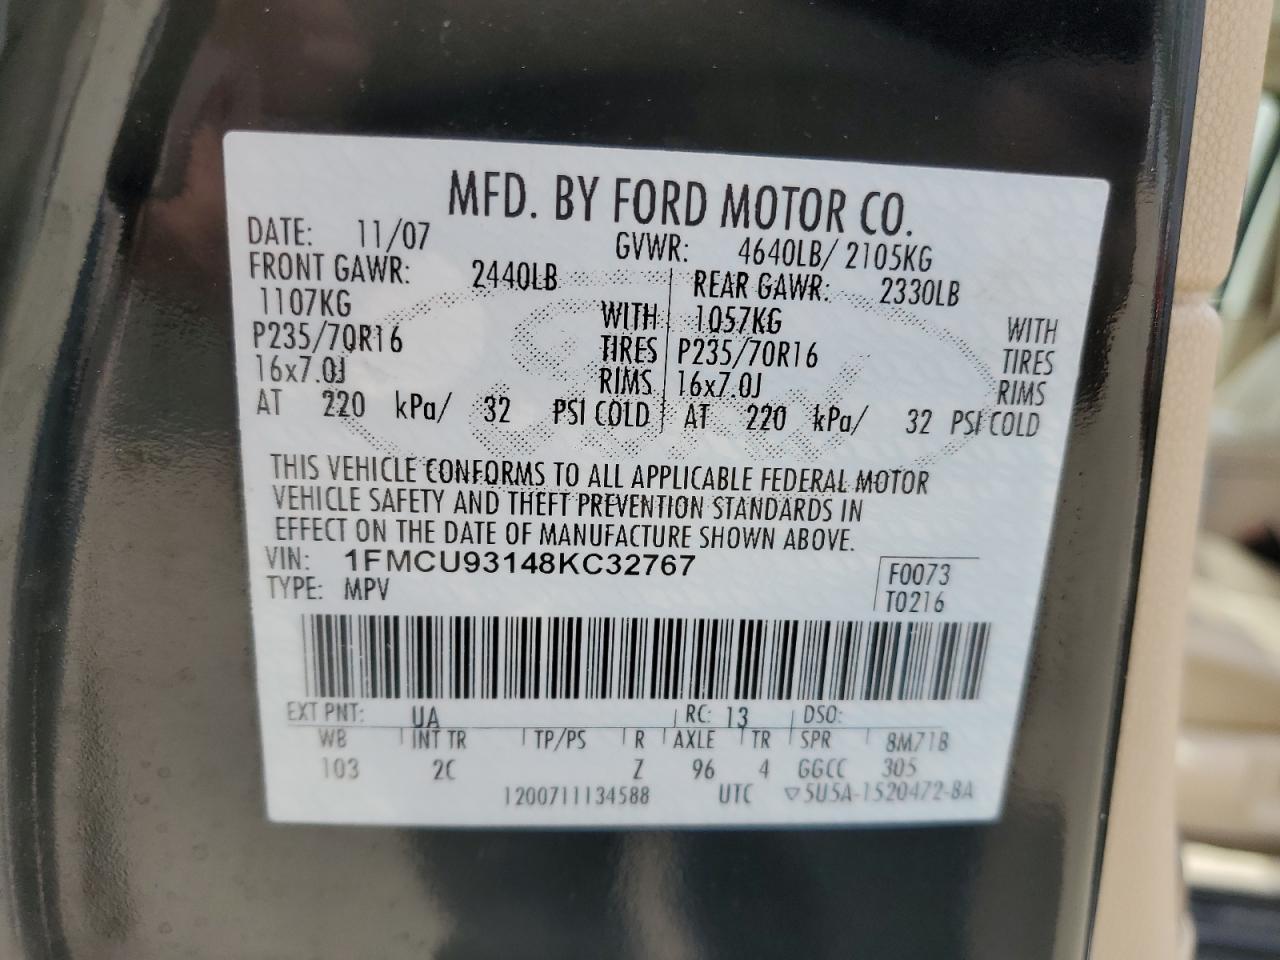 MFD. BY FORD MOTOR CO.
DATE: 11/07 GVWR: 4640LB/ 2105KG
FRONT GAWR: 2440LB REAR GAWR: 2330LB
1107KG WITH 1057KG WITH
P235/70R16 TIRES P235/70R16 TIRES
16x7.0J RIMS 16x7.0J RIMS
AT 220 kPa/ 32 PSI COLD AT 220 kPa/ 32 PSI COLD
THIS VEHICLE CONFORMS TO ALL APPLICABLE FEDERAL MOTOR
VEHICLE SAFETY AND THEFT PREVENTION STANDARDS IN
EFFECT ON THE DATE OF MANUFACTURE SHOWN ABOVE.
VIN: 1FMCU93148KC32767 F0073
TYPE: MPV T0216
EXT PNT: UA RC: 13 DSO:
WB INT TR TP/PS R AXLE TR SPR 8M71B
103 2C Z 96 4 GGCC 305
1200711134588 UTC ▽5U5A-1520472-8A